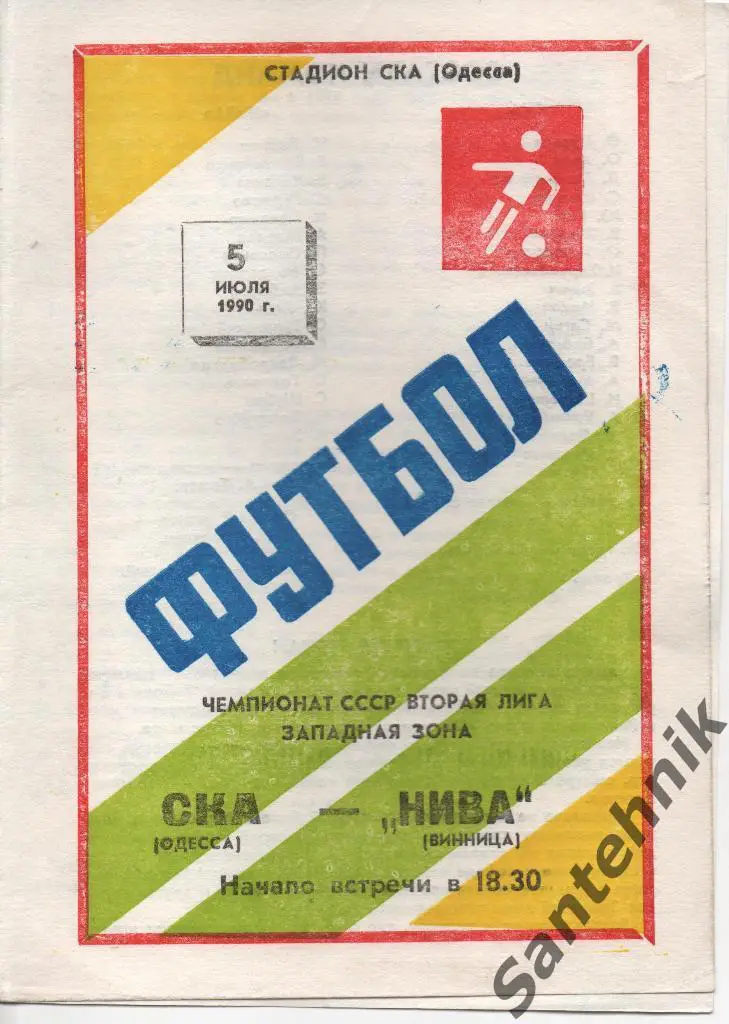 СТАДИОН СКА (Одесса)
5
ИЮЛЯ
1990 г.
ФУТБОЛ
ЧЕМПИОНАТ СССР ВТОРАЯ ЛИГА
ЗАПАДНАЯ ЗОНА
СКА — „НИВА“
(ОДЕССА) (ВИННИЦА)
Начало встречи в 18.30
Santehnik